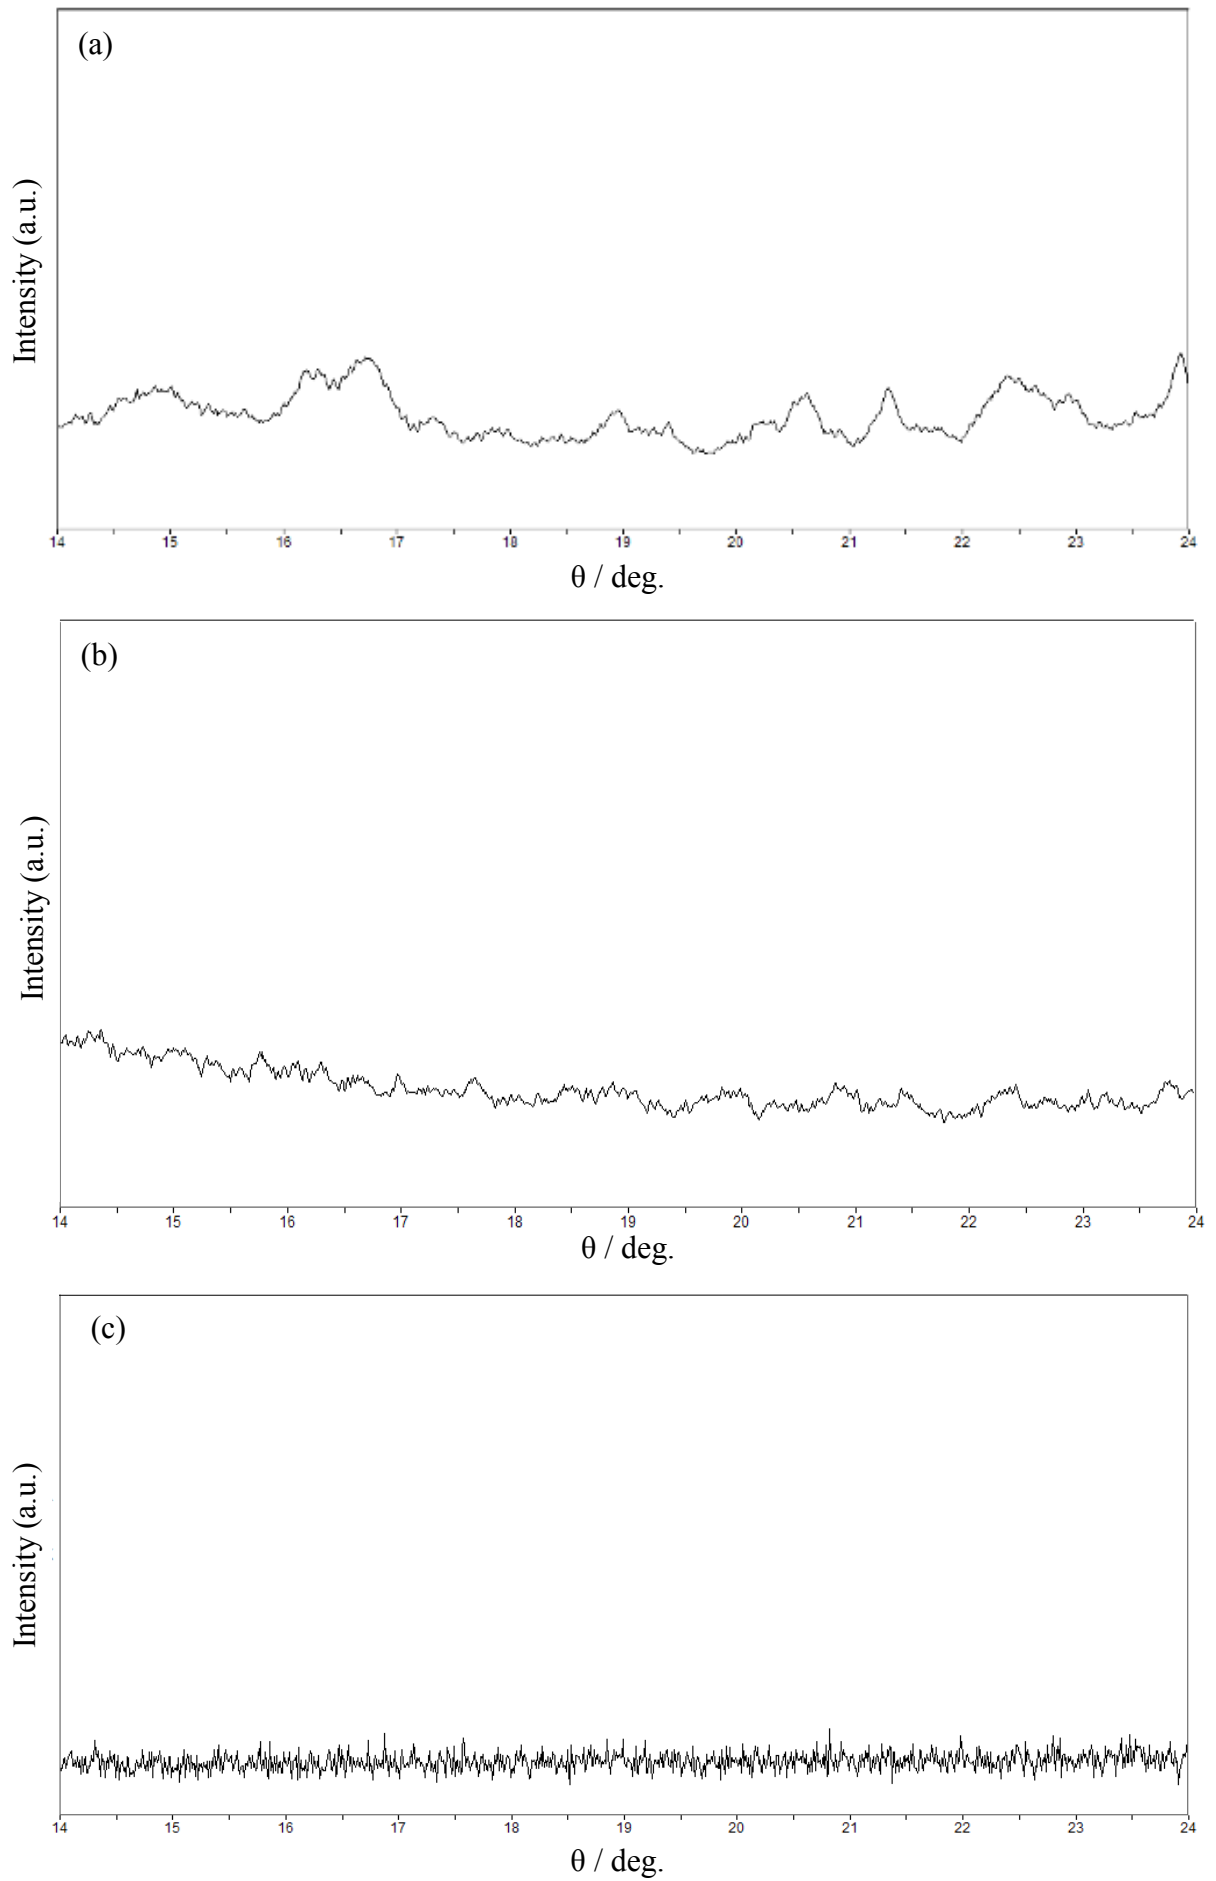 (a)
Intensity (a.u.)
14 15 16 17 18 19 20 21 22 23 24
θ / deg.
(b)
Intensity (a.u.)
14 15 16 17 18 19 20 21 22 23 24
θ / deg.
(c)
Intensity (a.u.)
14 15 16 17 18 19 20 21 22 23 24
θ / deg.